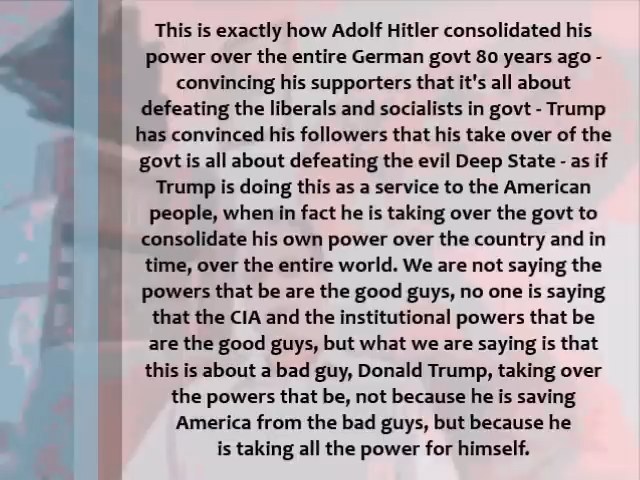 This is exactly how Adolf Hitler consolidated his
power over the entire German govt 80 years ago -
convincing his supporters that it's all about
defeating the liberals and socialists in govt - Trump
has convinced his followers that his take over of the
govt is all about defeating the evil Deep State - as if
Trump is doing this as a service to the American
people, when in fact he is taking over the govt to
consolidate his own power over the country and in
time, over the entire world. We are not saying the
powers that be are the good guys, no one is saying
that the CIA and the institutional powers that be
are the good guys, but what we are saying is that
this is about a bad guy, Donald Trump, taking over
the powers that be, not because he is saving
America from the bad guys, but because he
is taking all the power for himself.